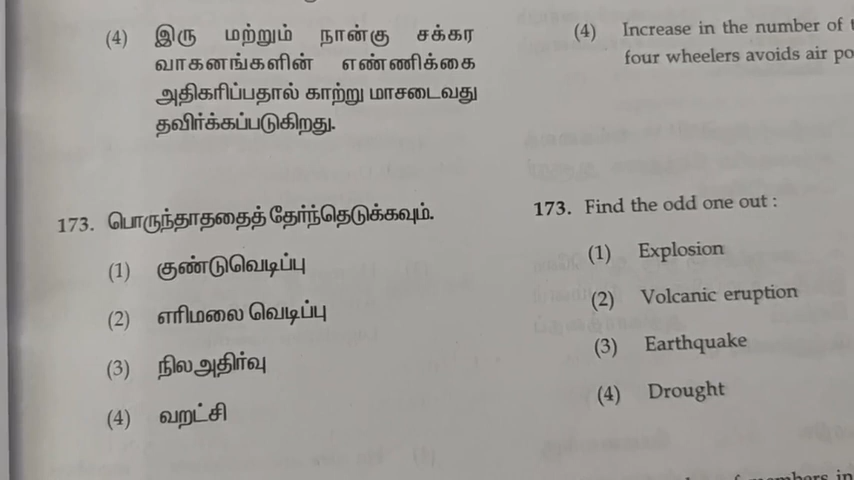 (4) இரு மற்றும் நான்கு சக்கர
வாகனங்களின் எண்ணிக்கை
அதிகரிப்பதால் காற்று மாசடைவது
தவிர்க்கப்படுகிறது.
(4) Increase in the number of
four wheelers avoids air
173. பொருந்தாததைத் தேர்ந்தெடுக்கவும்.
(1) குண்டுவெடிப்பு
(2) எரிமலை வெடிப்பு
(3) நிலஅதிர்வு
(4) வறட்சி
173. Find the odd one out :
(1) Explosion
(2) Volcanic eruption
(3) Earthquake
(4) Drought
members in